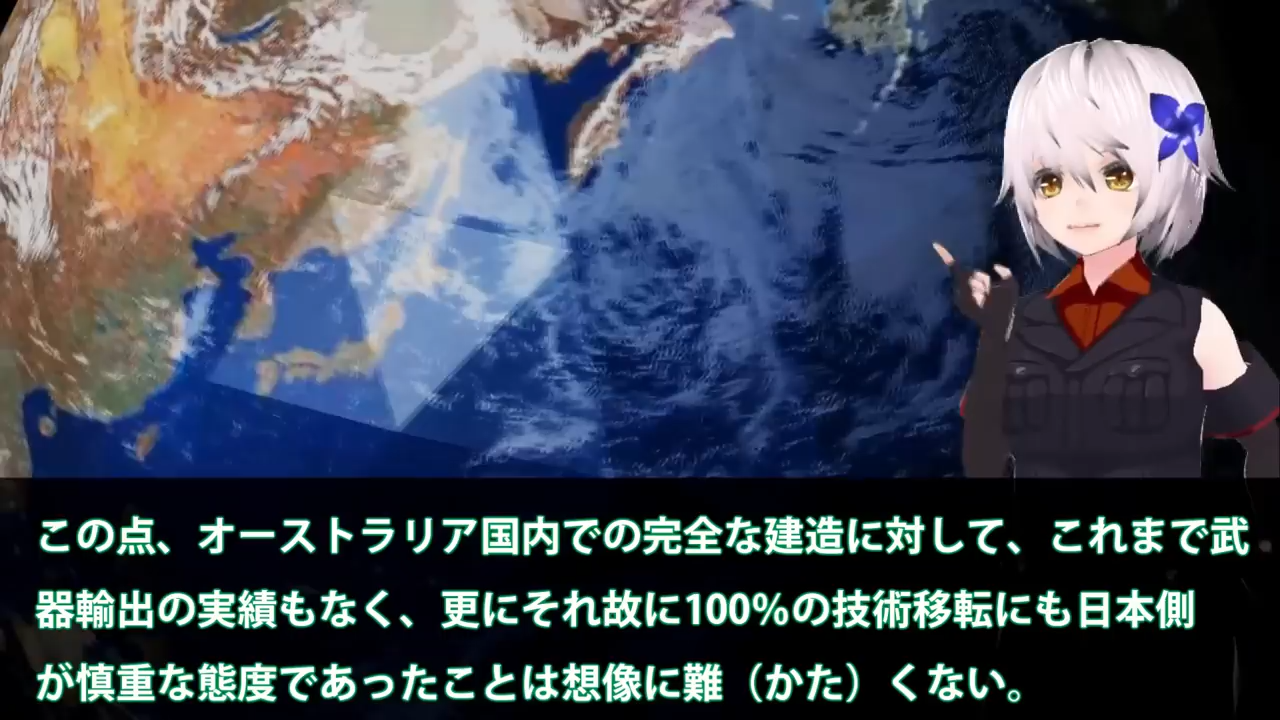 この点、オーストラリア国内での完全な建造に対して、これまで武
器輸出の実績もなく、更にそれ故に100%の技術移転にも日本側
が慎重な態度であったことは想像に難（かた）くない。